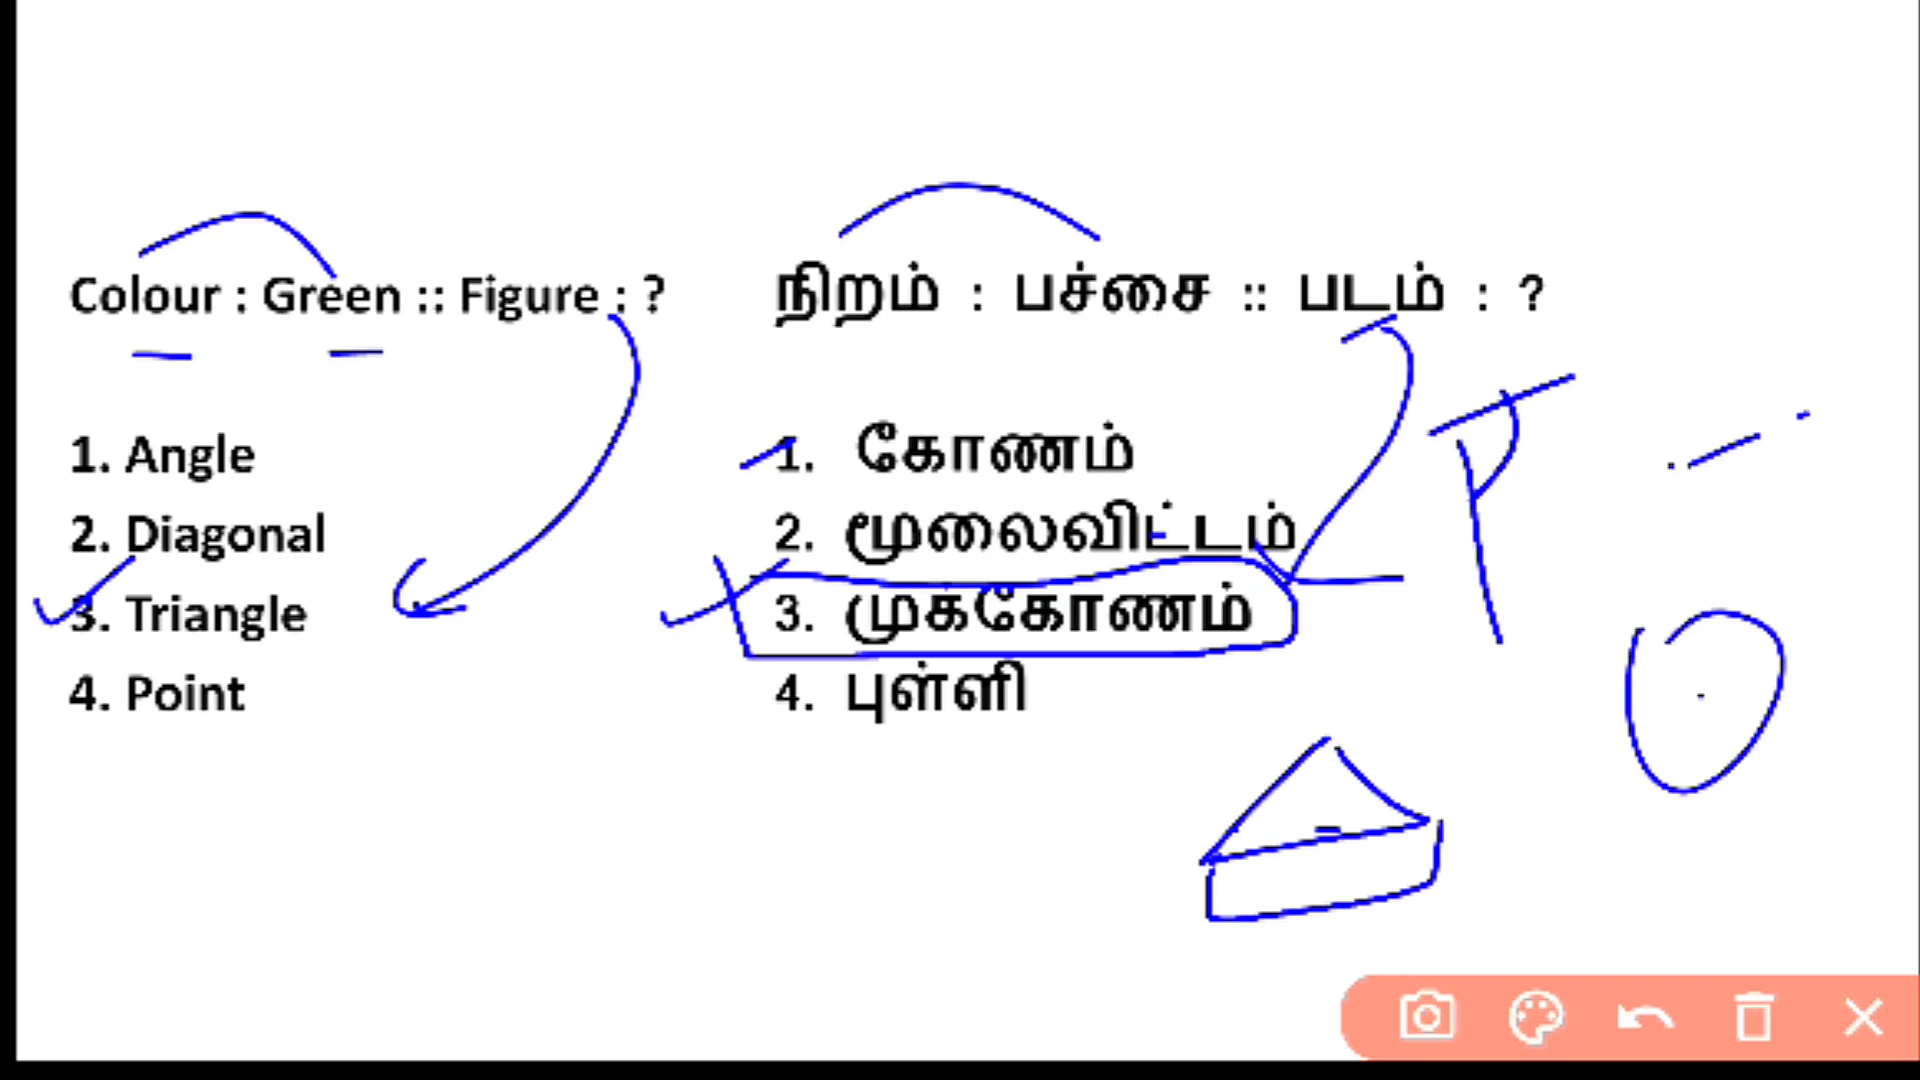 Colour : Green :: Figure : ?
1. Angle
2. Diagonal
3. Triangle
4. Point
நிறம் : பச்சை :: படம் : ?
1. கோணம்
2. மூலைவிட்டம்
3. முக்கோணம்
4. புள்ளி